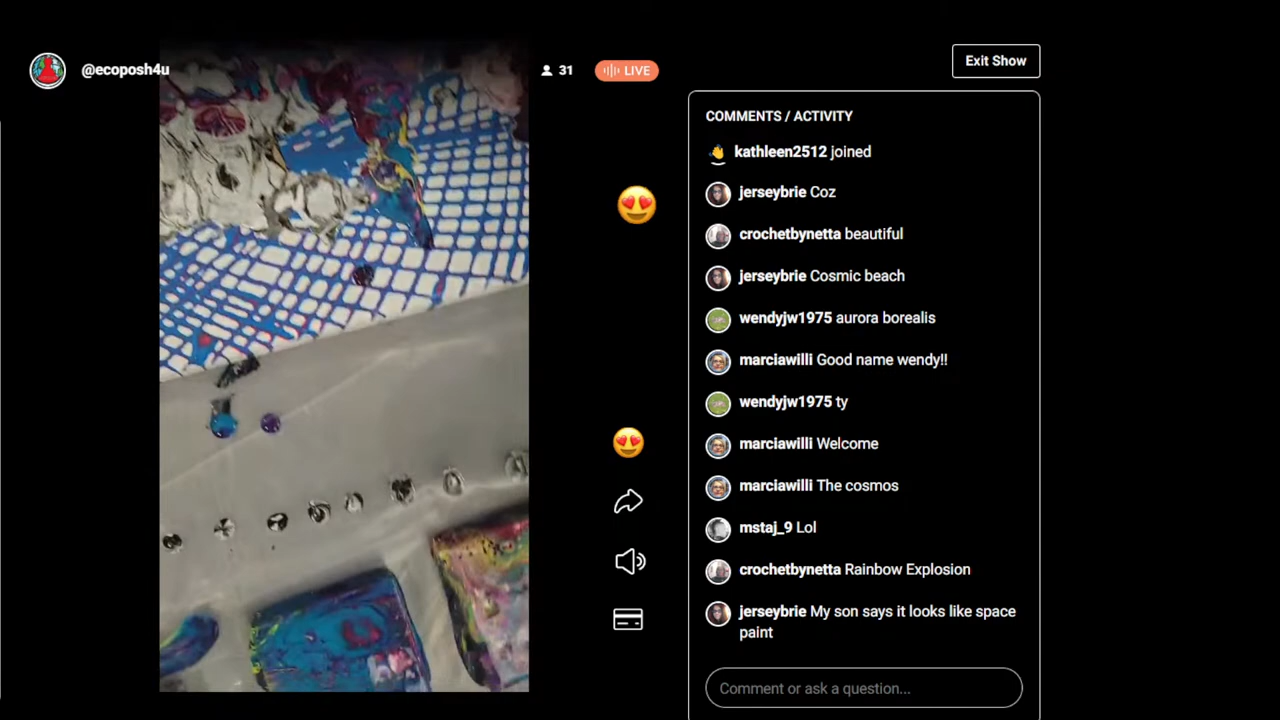 @ecoposh4u
31
LIVE
Exit Show
COMMENTS / ACTIVITY
kathleen2512 joined
jerseybrie Coz
crochetbynetta beautiful
jerseybrie Cosmic beach
wendyjw1975 aurora borealis
marciawilli Good name wendy!!
wendyjw1975 ty
marciawilli Welcome
marciawilli The cosmos
mstaj_9 Lol
crochetbynetta Rainbow Explosion
jerseybrie My son says it looks like space
paint
Comment or ask a question...